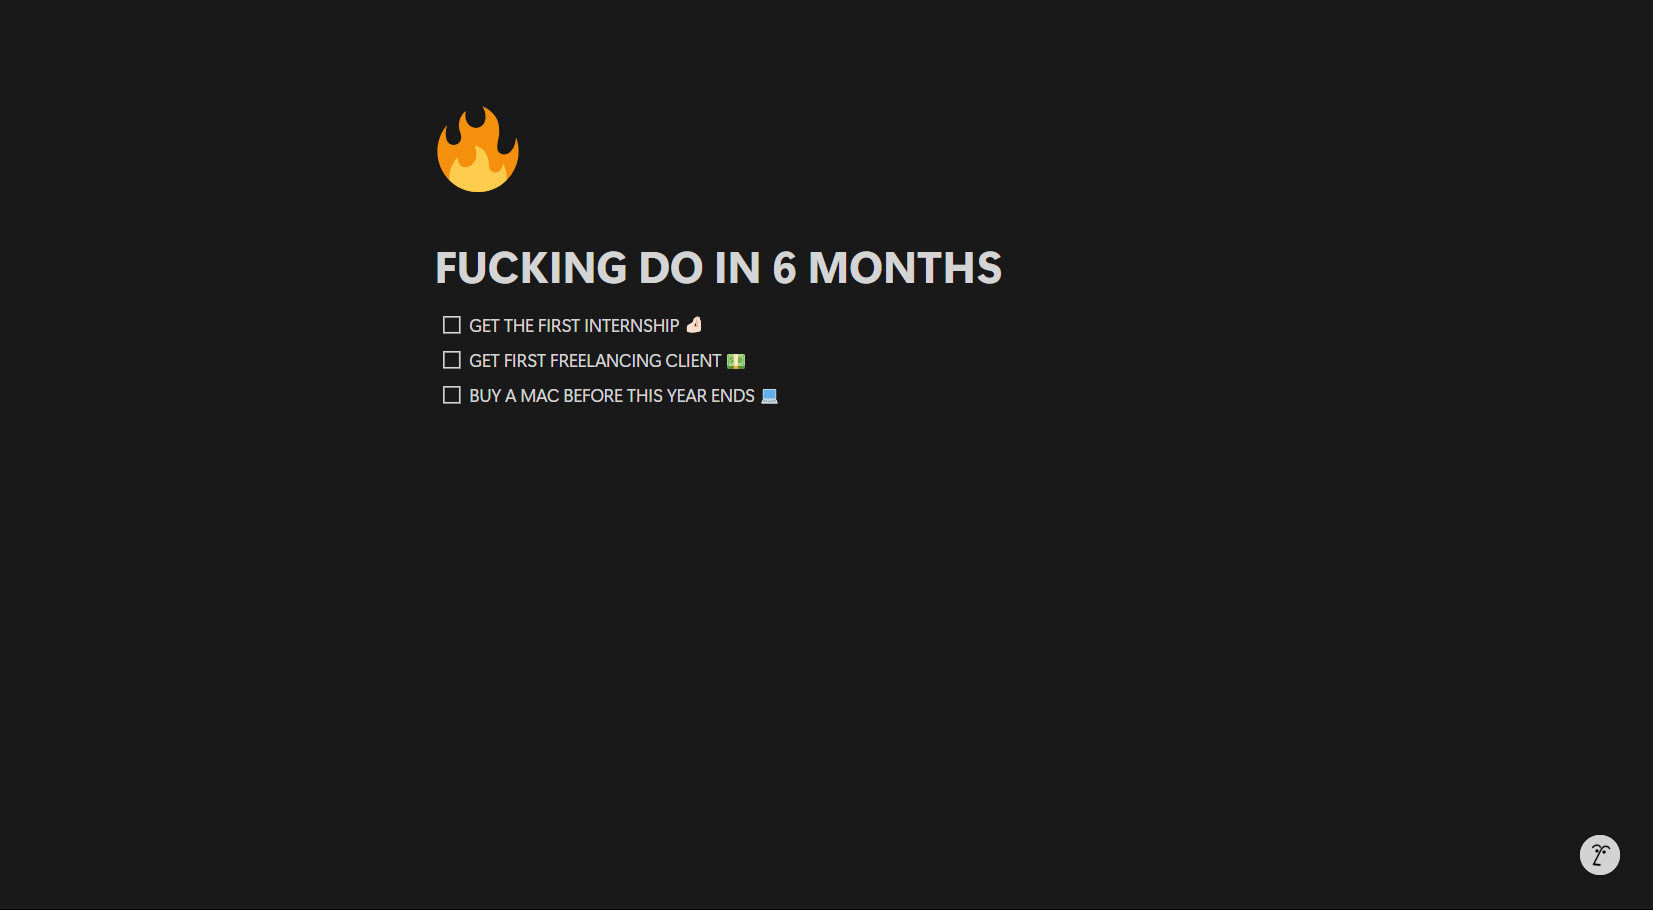 FUCKING DO IN 6 MONTHS
GET THE FIRST INTERNSHIP 🤌🏻
GET FIRST FREELANCING CLIENT 💵
BUY A MAC BEFORE THIS YEAR ENDS 💻